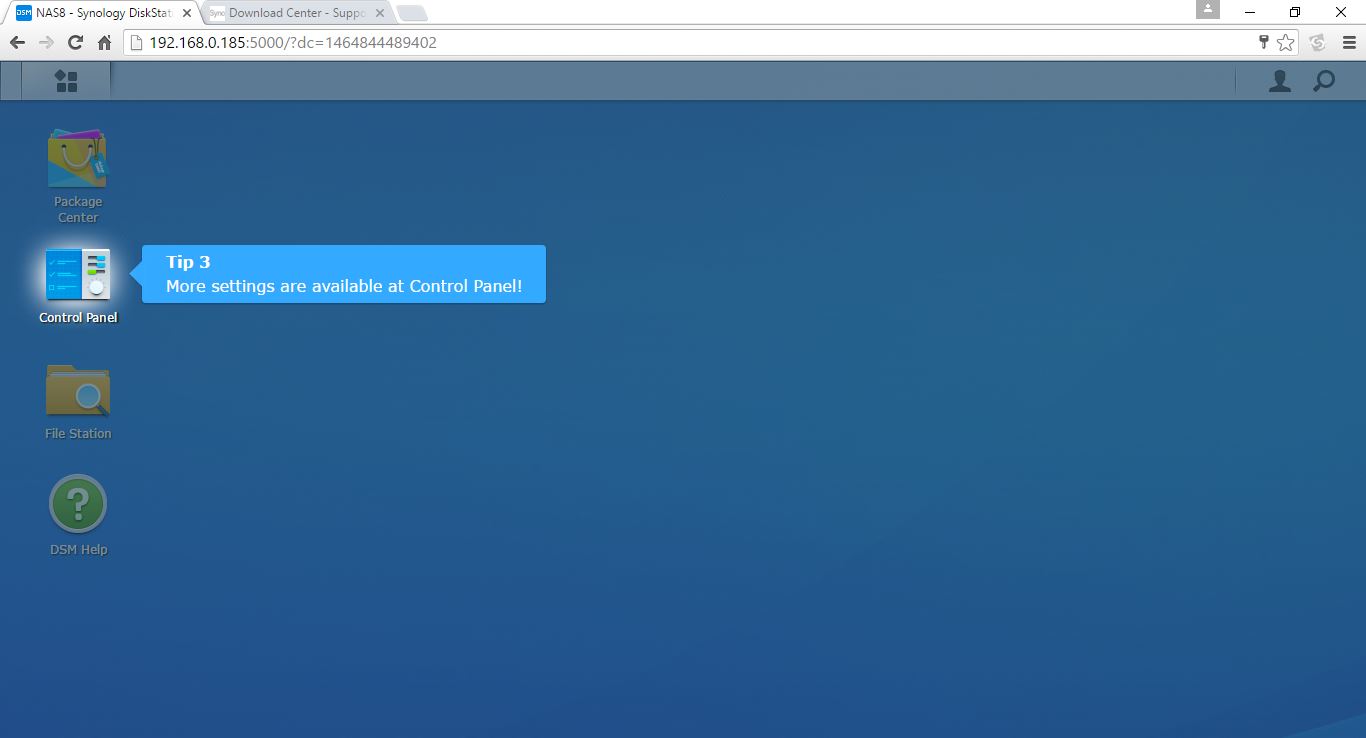 DSM NAS8 - Synology DiskStat
Syno Download Center - Suppo
192.168.0.185:5000/?dc=1464844489402
Package
Center
Tip 3
More settings are available at Control Panel!
Control Panel
File Station
DSM Help